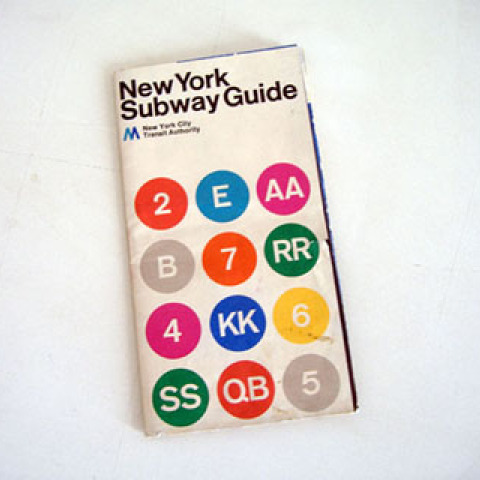 New York
Subway Guide
New York City
Transit Authority
2 E AA
B 7 RR
4 KK 6
SS QB 5